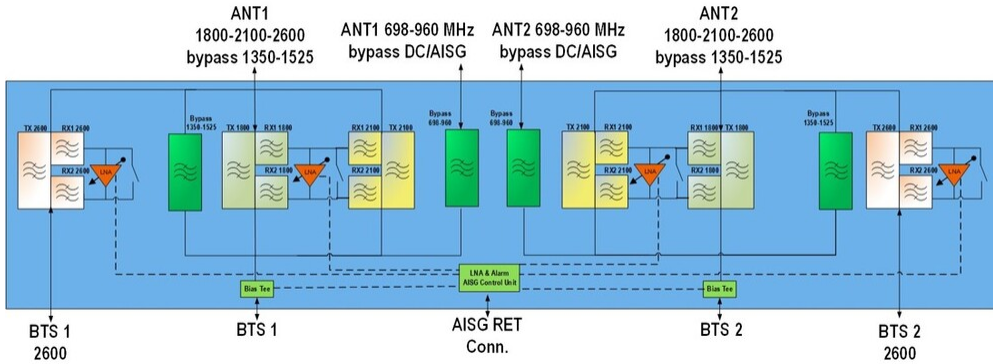 ANT1
1800-2100-2600
bypass 1350-1525
ANT1 698-960 MHz
bypass DC/AISG
ANT2 698-960 MHz
bypass DC/AISG
ANT2
1800-2100-2600
bypass 1350-1525
TX 2600
RX1 2600
RX2 2600
LNA
Bypass
1350-1525
TX 1800
RX1 1800
RX2 1800
LNA
RX1 2100
TX 2100
RX2 2100
Bypass
698-960
Bypass
698-960
TX 2100
RX1 2100
RX2 2100
LNA
RX1 1800
TX 1800
RX2 1800
Bypass
1350-1525
TX 2600
RX1 2600
RX2 2600
LNA
LNA & Alarm
AISG Control Unit
Bias Tee
Bias Tee
BTS 1
2600
BTS 1
AISG RET
Conn.
BTS 2
BTS 2
2600